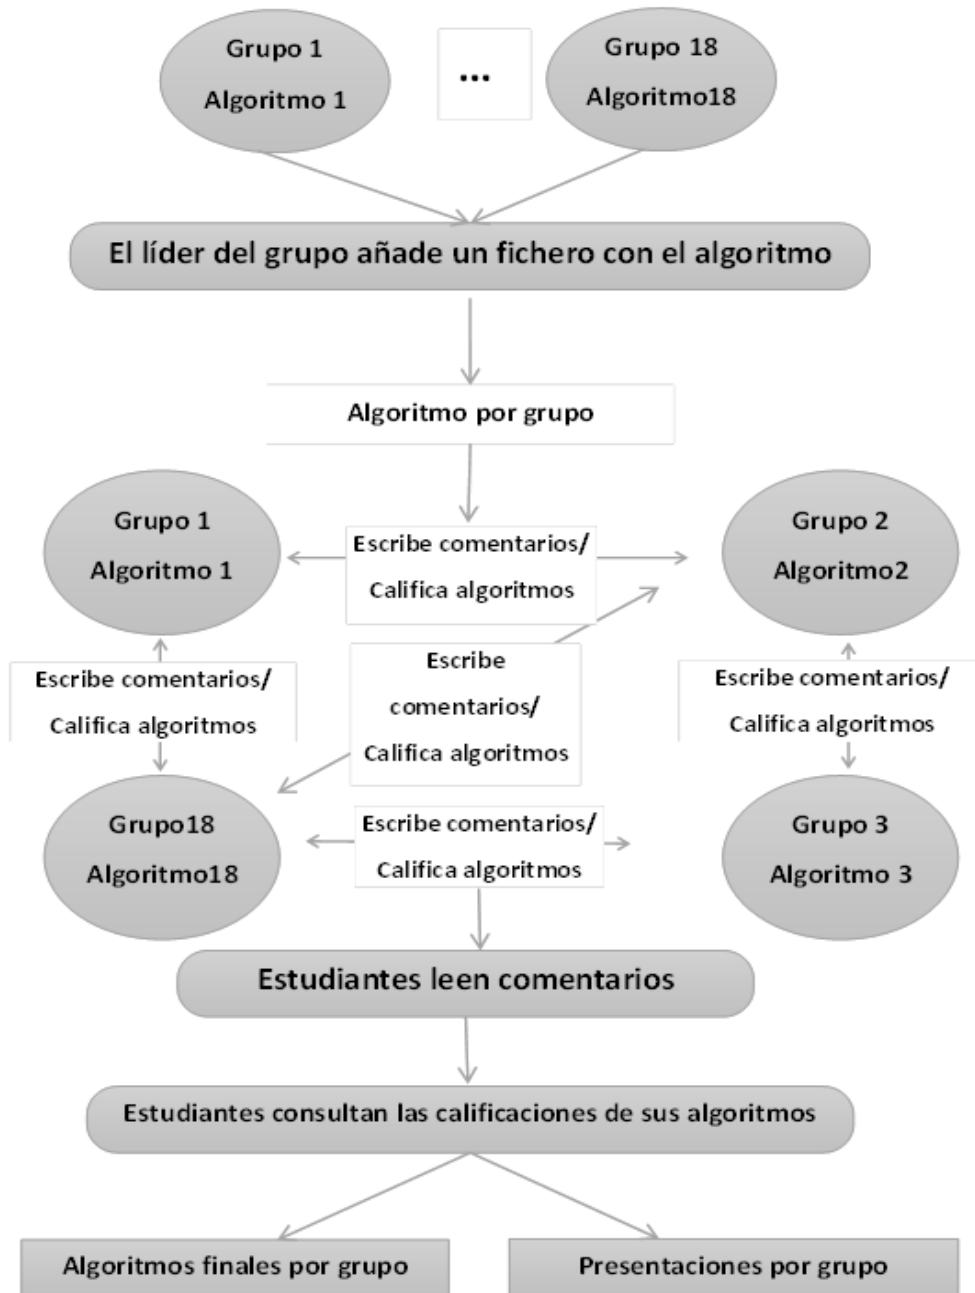 Grupo 1
Algoritmo 1
...
Grupo 18
Algoritmo18
El líder del grupo añade un fichero con el algoritmo
Algoritmo por grupo
Grupo 1
Algoritmo 1
Escribe comentarios/
Califica algoritmos
Grupo 2
Algoritmo2
Escribe comentarios/
Califica algoritmos
Escribe
comentarios/
Califica algoritmos
Escribe comentarios/
Califica algoritmos
Grupo18
Algoritmo18
Escribe comentarios/
Califica algoritmos
Grupo 3
Algoritmo 3
Estudiantes leen comentarios
Estudiantes consultan las calificaciones de sus algoritmos
Algoritmos finales por grupo
Presentaciones por grupo